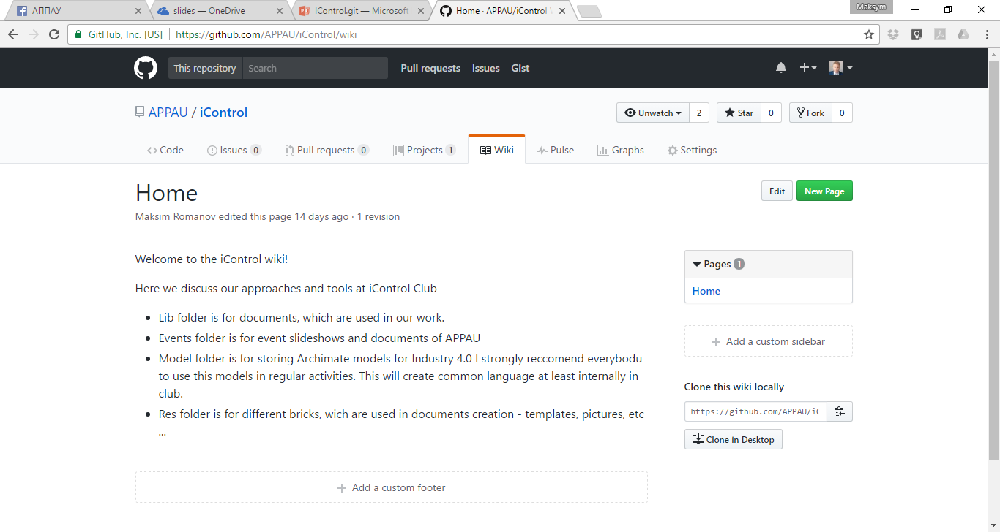 АППАУ
slides — OneDrive
IControl.git — Microsoft
Home · APPAU/iControl
Maksym
GitHub, Inc. [US]
https://github.com/APPAU/iControl/wiki
This repository
Search
Pull requests
Issues
Gist
APPAU / iControl
Unwatch 2
Star 0
Fork 0
Code
Issues 0
Pull requests 0
Projects 1
Wiki
Pulse
Graphs
Settings
Home
Edit
New Page
Maksim Romanov edited this page 14 days ago · 1 revision
Welcome to the iControl wiki!
Here we discuss our approaches and tools at iControl Club
• Lib folder is for documents, which are used in our work.
• Events folder is for event slideshows and documents of APPAU
• Model folder is for storing Archimate models for Industry 4.0 I strongly reccomend everybodu
to use this models in regular activities. This will create common language at least internally in
club.
• Res folder is for different bricks, wich are used in documents creation - templates, pictures, etc
...
Add a custom footer
Pages 1
Home
Add a custom sidebar
Clone this wiki locally
https://github.com/APPAU/iC
Clone in Desktop